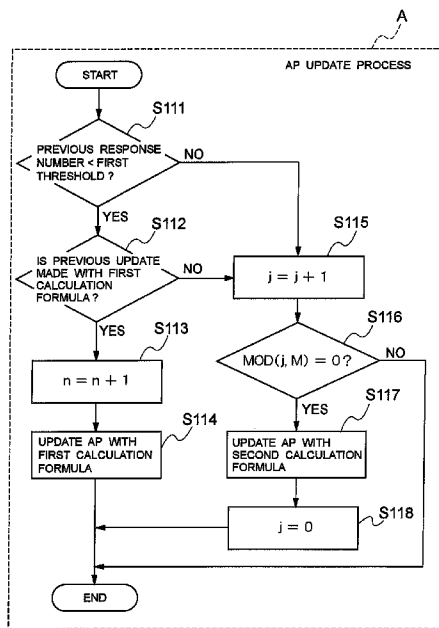 A
AP UPDATE PROCESS
START
S111
PREVIOUS RESPONSE
NUMBER < FIRST
THRESHOLD ?
NO
YES
S112
IS PREVIOUS UPDATE
MADE WITH FIRST
CALCULATION
FORMULA ?
NO
YES
S115
j = j + 1
S113
n = n + 1
S116
MOD(j, M) = 0?
NO
YES
S114
UPDATE AP WITH
FIRST CALCULATION
FORMULA
S117
UPDATE AP WITH
SECOND CALCULATION
FORMULA
j = 0
S118
END